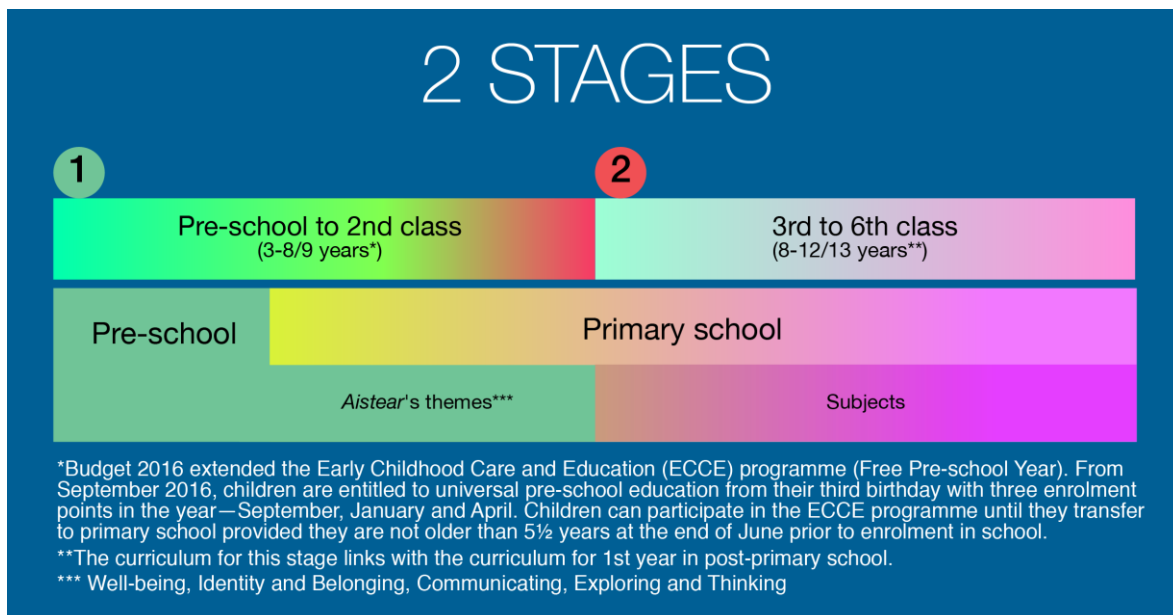 2 STAGES
1
2
Pre-school to 2nd class
(3-8/9 years*)
3rd to 6th class
(8-12/13 years**)
Pre-school
Primary school
Aistear's themes***
Subjects
*Budget 2016 extended the Early Childhood Care and Education (ECCE) programme (Free Pre-school Year). From
September 2016, children are entitled to universal pre-school education from their third birthday with three enrolment
points in the year—September, January and April. Children can participate in the ECCE programme until they transfer
to primary school provided they are not older than 5½ years at the end of June prior to enrolment in school.
**The curriculum for this stage links with the curriculum for 1st year in post-primary school.
*** Well-being, Identity and Belonging, Communicating, Exploring and Thinking